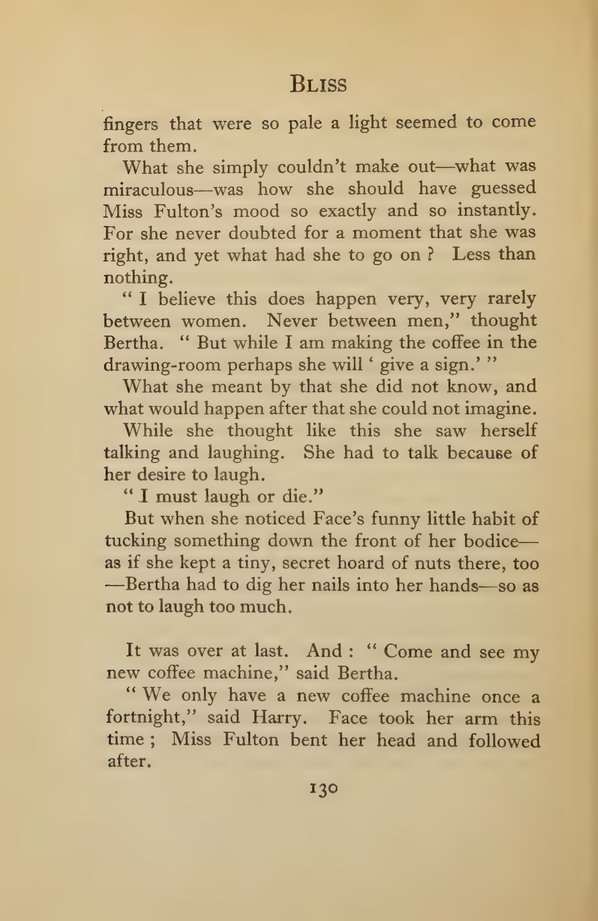 Bliss
fingers that were so pale a light seemed to come
from them.
What she simply couldn't make out—what was
miraculous—was how she should have guessed
Miss Fulton's mood so exactly and so instantly.
For she never doubted for a moment that she was
right, and yet what had she to go on ? Less than
nothing.
“ I believe this does happen very, very rarely
between women. Never between men,” thought
Bertha. “ But while I am making the coffee in the
drawing-room perhaps she will ‘ give a sign.’ ”
What she meant by that she did not know, and
what would happen after that she could not imagine.
While she thought like this she saw herself
talking and laughing. She had to talk because of
her desire to laugh.
“ I must laugh or die.”
But when she noticed Face's funny little habit of
tucking something down the front of her bodice—
as if she kept a tiny, secret hoard of nuts there, too
—Bertha had to dig her nails into her hands—so as
not to laugh too much.
It was over at last. And : “ Come and see my
new coffee machine,” said Bertha.
“ We only have a new coffee machine once a
fortnight,” said Harry. Face took her arm this
time ; Miss Fulton bent her head and followed
after.
130